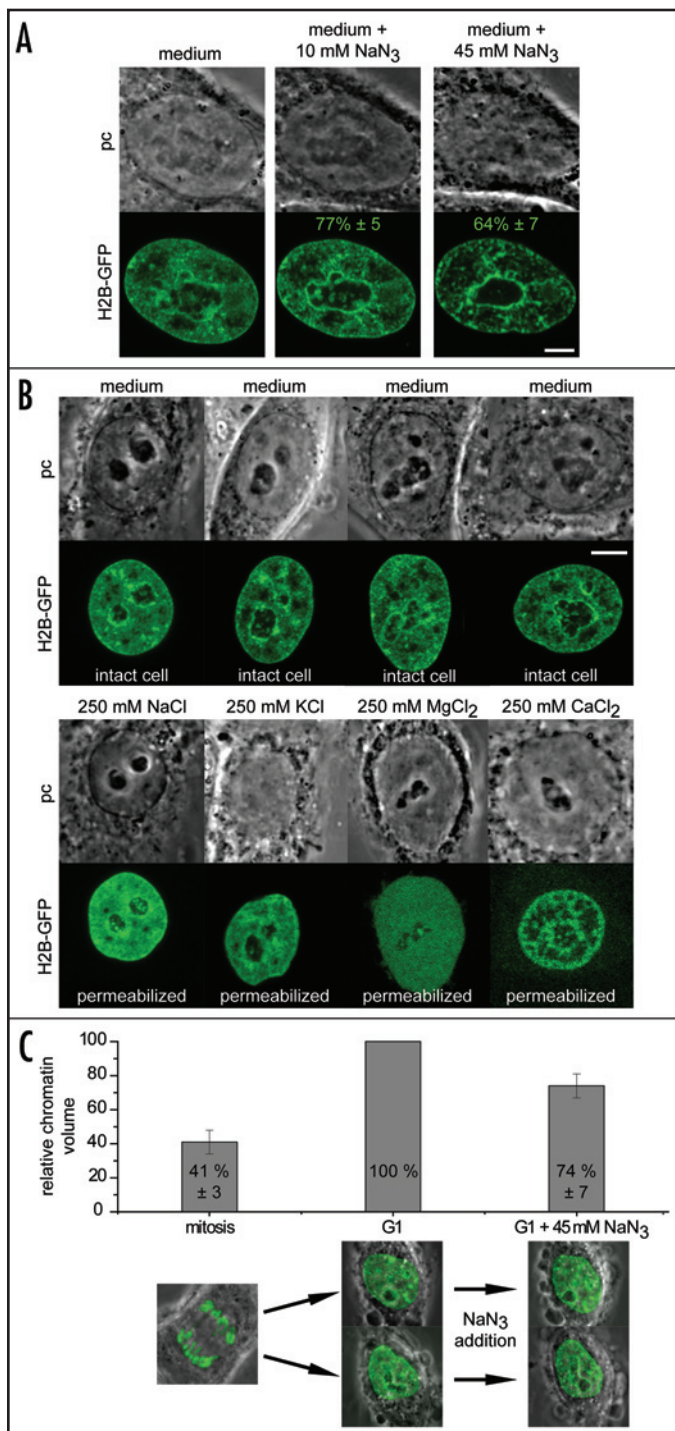 A
medium
medium +
10 mM NaN₃
medium +
45 mM NaN₃
pc
H2B-GFP
77% ± 5
64% ± 7
B
medium
medium
medium
medium
pc
H2B-GFP
intact cell
intact cell
intact cell
intact cell
250 mM NaCl
250 mM KCl
250 mM MgCl₂
250 mM CaCl₂
pc
H2B-GFP
permeabilized
permeabilized
permeabilized
permeabilized
C
relative chromatin
volume
100
80
60
40
20
0
41 %
± 3
100 %
74 %
± 7
mitosis
G1
G1 + 45 mM NaN₃
NaN₃
addition